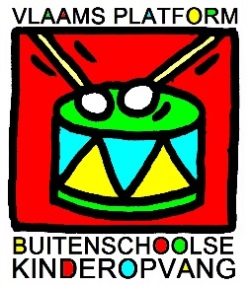 VLAAMS PLATFORM
BUITENSCHOOLSE
KINDEROPVANG